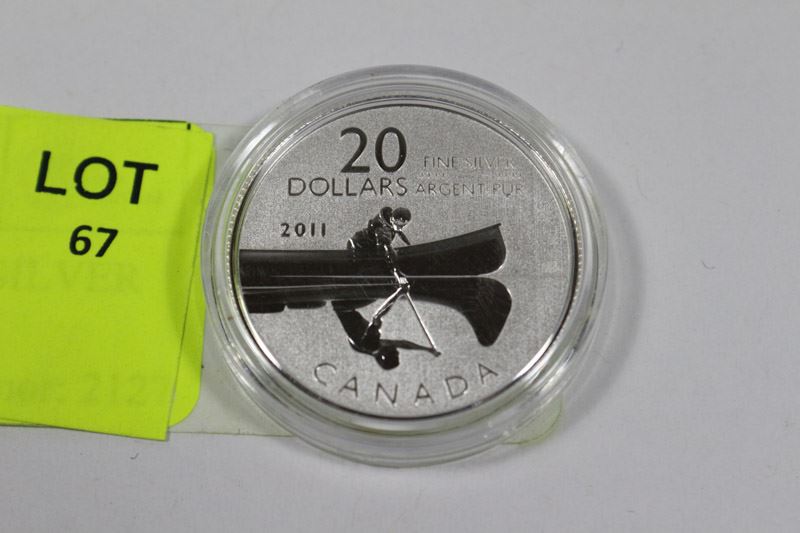 LOT
67
20
DOLLARS
FINE SILVER
ARGENT PUR
2011
CANADA